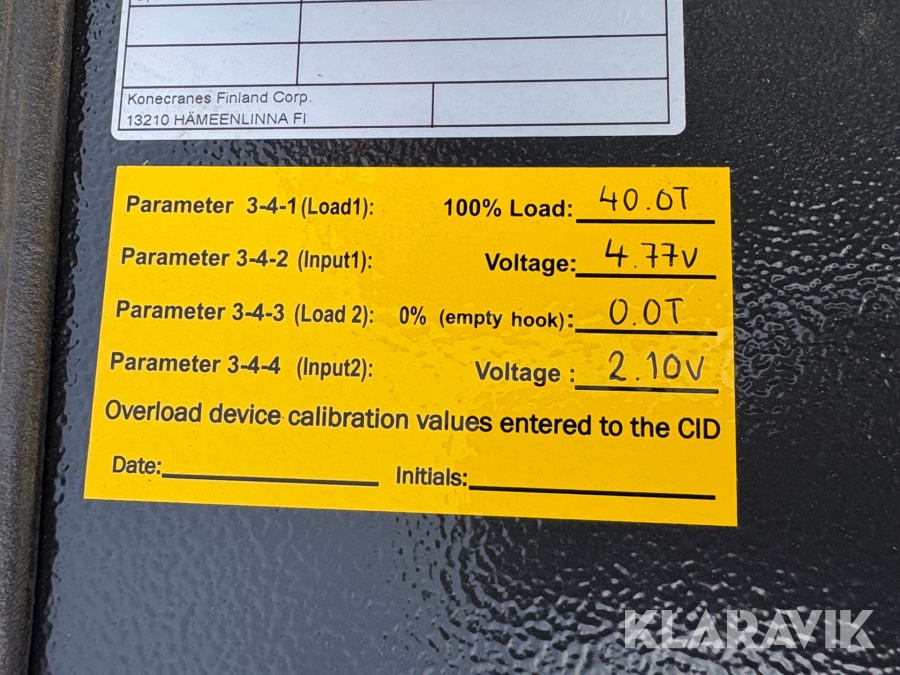 Konecranes Finland Corp.
13210 HÄMEENLINNA FI
Parameter 3-4-1 (Load1): 100% Load: 40.0T
Parameter 3-4-2 (Input1): Voltage: 4.77V
Parameter 3-4-3 (Load 2): 0% (empty hook): 0.0T
Parameter 3-4-4 (Input2): Voltage : 2.10V
Overload device calibration values entered to the CID
Date: Initials:
KLARAVIK